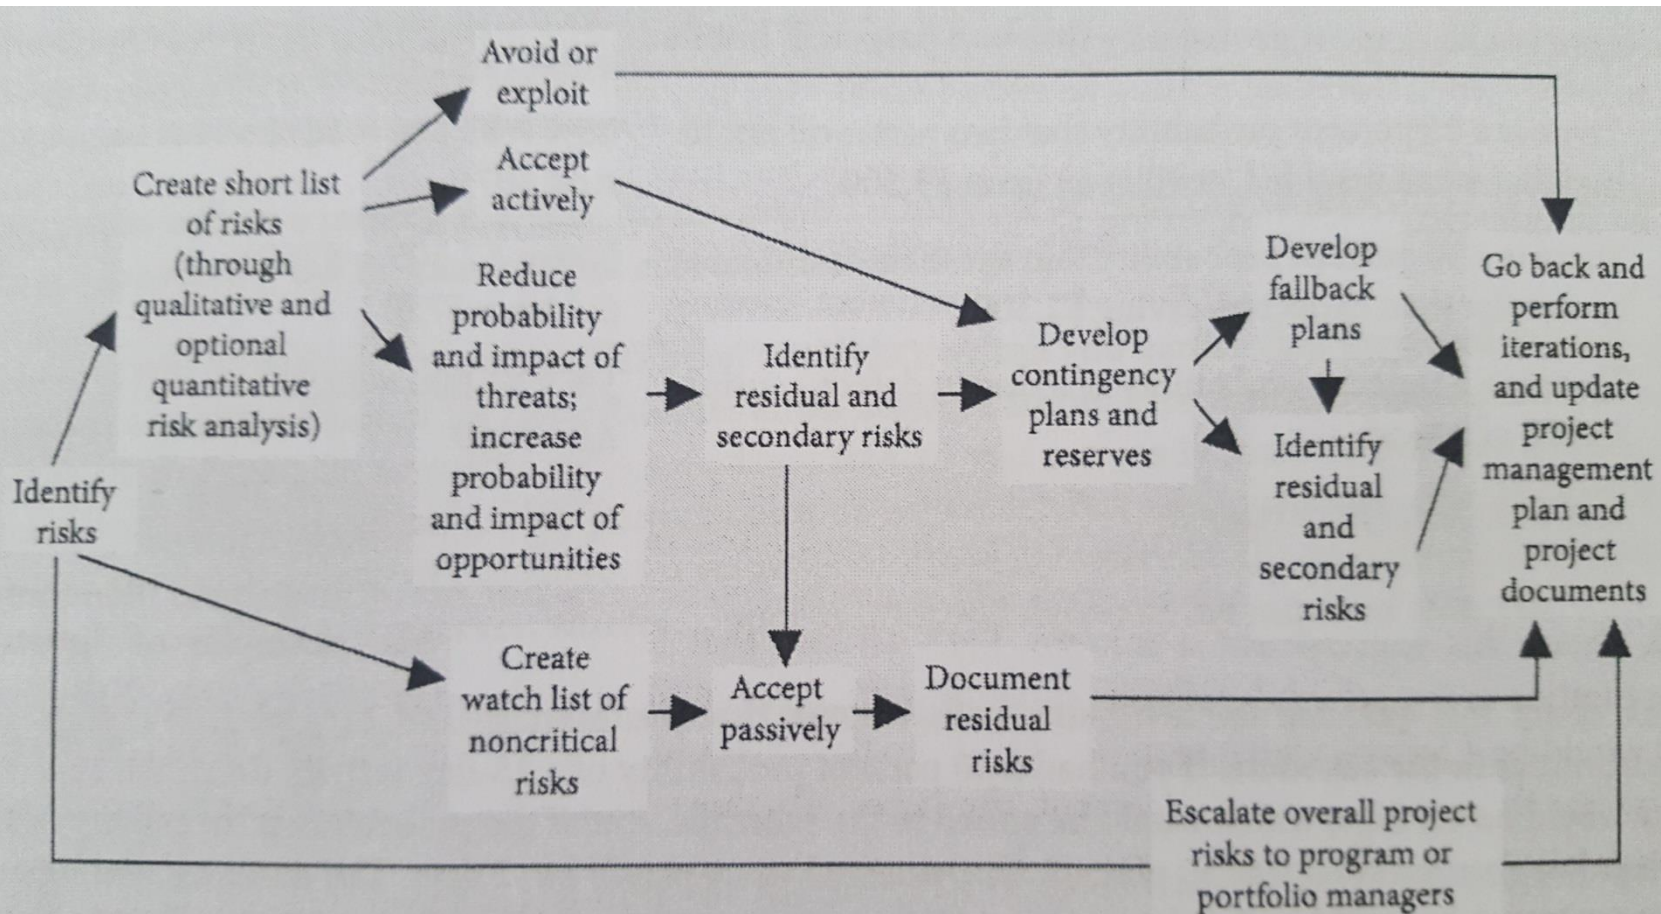 Avoid or
exploit
Accept
actively
Create short list
of risks
(through
qualitative and
optional
quantitative
risk analysis)
Reduce
probability
and impact of
threats;
increase
probability
and impact of
opportunities
Identify
risks
Identify
residual and
secondary risks
Develop
contingency
plans and
reserves
Develop
fallback
plans
Identify
residual
and
secondary
risks
Go back and
perform
iterations,
and update
project
management
plan and
project
documents
Create
watch list of
noncritical
risks
Accept
passively
Document
residual
risks
Escalate overall project
risks to program or
portfolio managers